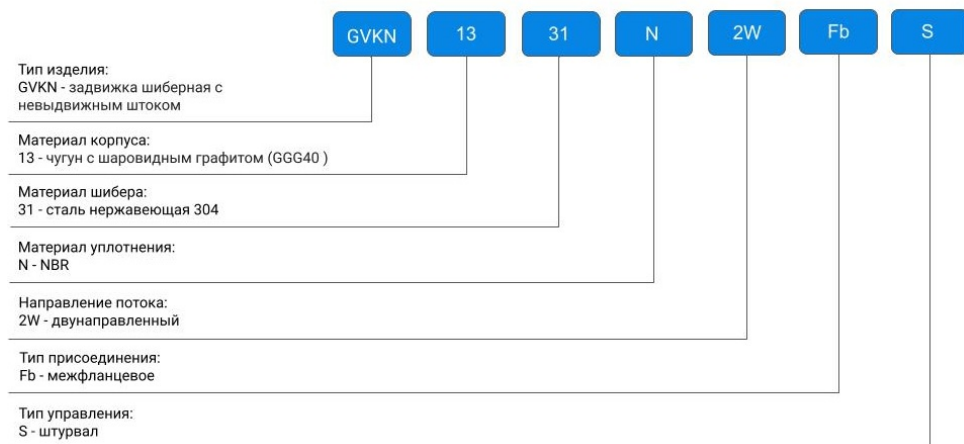 GVKN 13 31 N 2W Fb S
Тип изделия:
GVKN - задвижка шиберная с
невыдвижным штоком
Материал корпуса:
13 - чугун с шаровидным графитом (GGG40 )
Материал шибера:
31 - сталь нержавеющая 304
Материал уплотнения:
N - NBR
Направление потока:
2W - двунаправленный
Тип присоединения:
Fb - межфланцевое
Тип управления:
S - штурвал